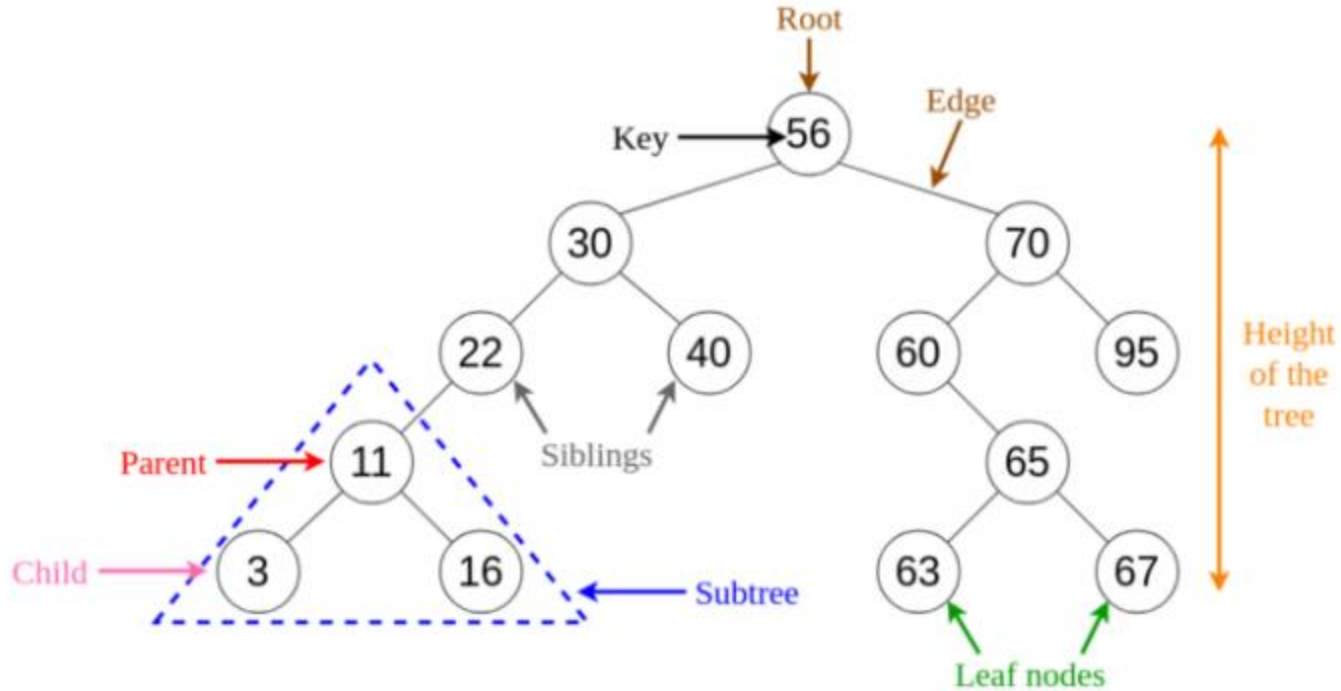 Root
Edge
Key
56
30
70
22
40
60
95
Height
of the
tree
Siblings
Parent
11
65
Child
3
16
Subtree
63
67
Leaf nodes